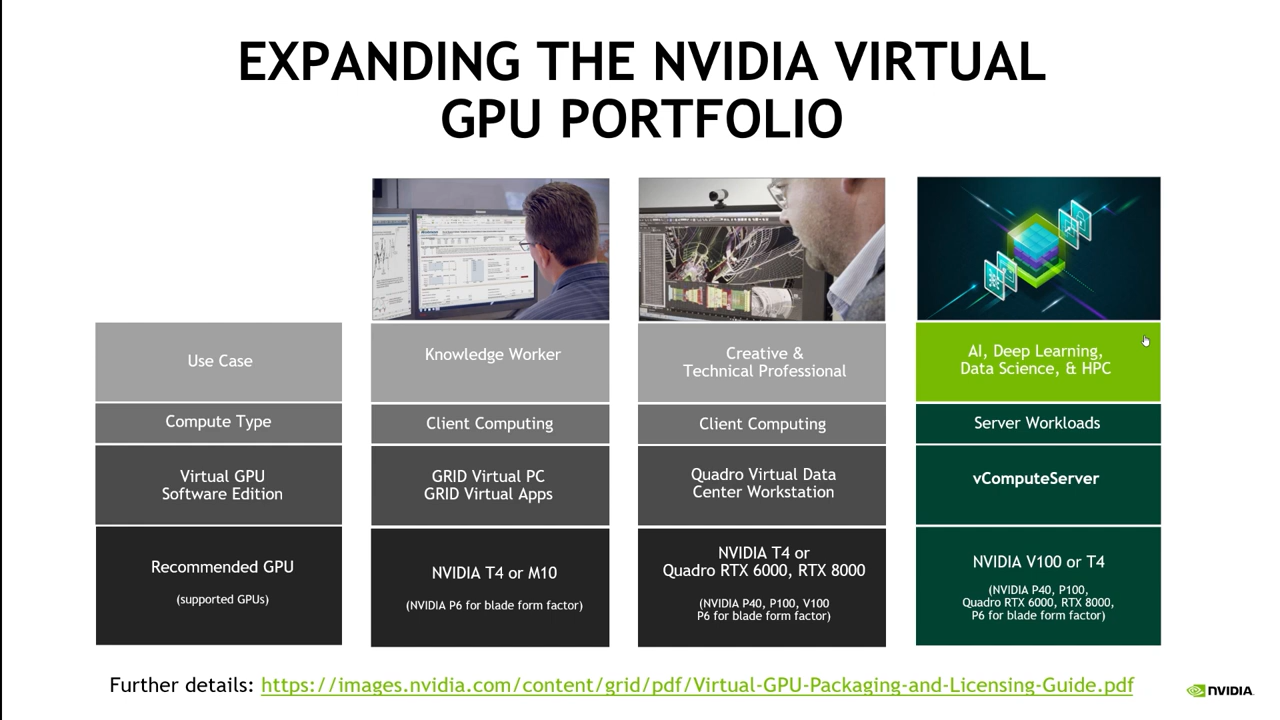 EXPANDING THE NVIDIA VIRTUAL
GPU PORTFOLIO
Use Case
Knowledge Worker
Creative &
Technical Professional
AI, Deep Learning,
Data Science, & HPC
Compute Type
Client Computing
Client Computing
Server Workloads
Virtual GPU
Software Edition
GRID Virtual PC
GRID Virtual Apps
Quadro Virtual Data
Center Workstation
vComputeServer
Recommended GPU
(supported GPUs)
NVIDIA T4 or M10
(NVIDIA P6 for blade form factor)
NVIDIA T4 or
Quadro RTX 6000, RTX 8000
(NVIDIA P40, P100, V100
P6 for blade form factor)
NVIDIA V100 or T4
(NVIDIA P40, P100,
Quadro RTX 6000, RTX 8000,
P6 for blade form factor)
Further details: https://images.nvidia.com/content/grid/pdf/Virtual-GPU-Packaging-and-Licensing-Guide.pdf
NVIDIA